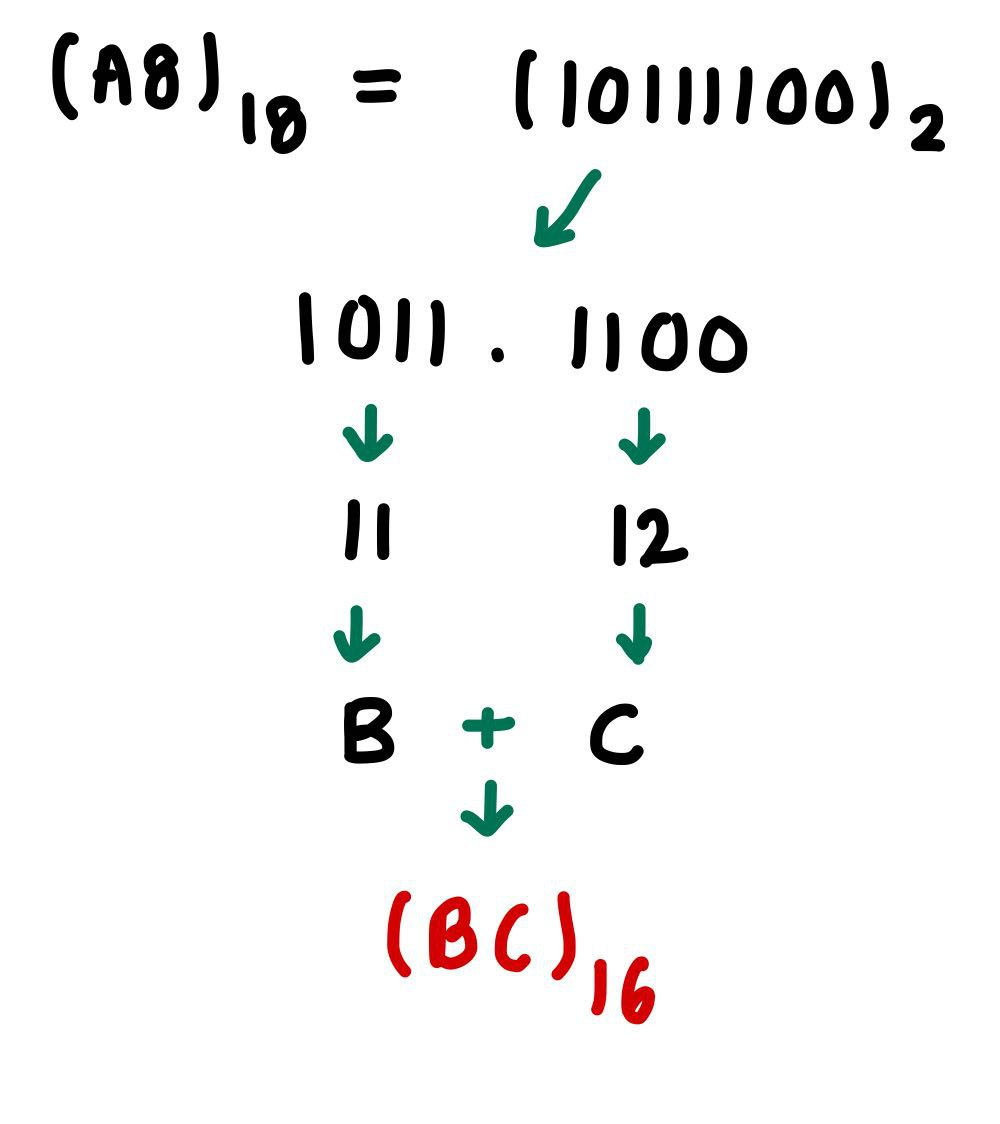 (A8)₁₈ = (10111100)₂
↙
1011 . 1100
↓ ↓
11 12
↓ ↓
B + C
↓
(BC)₁₆